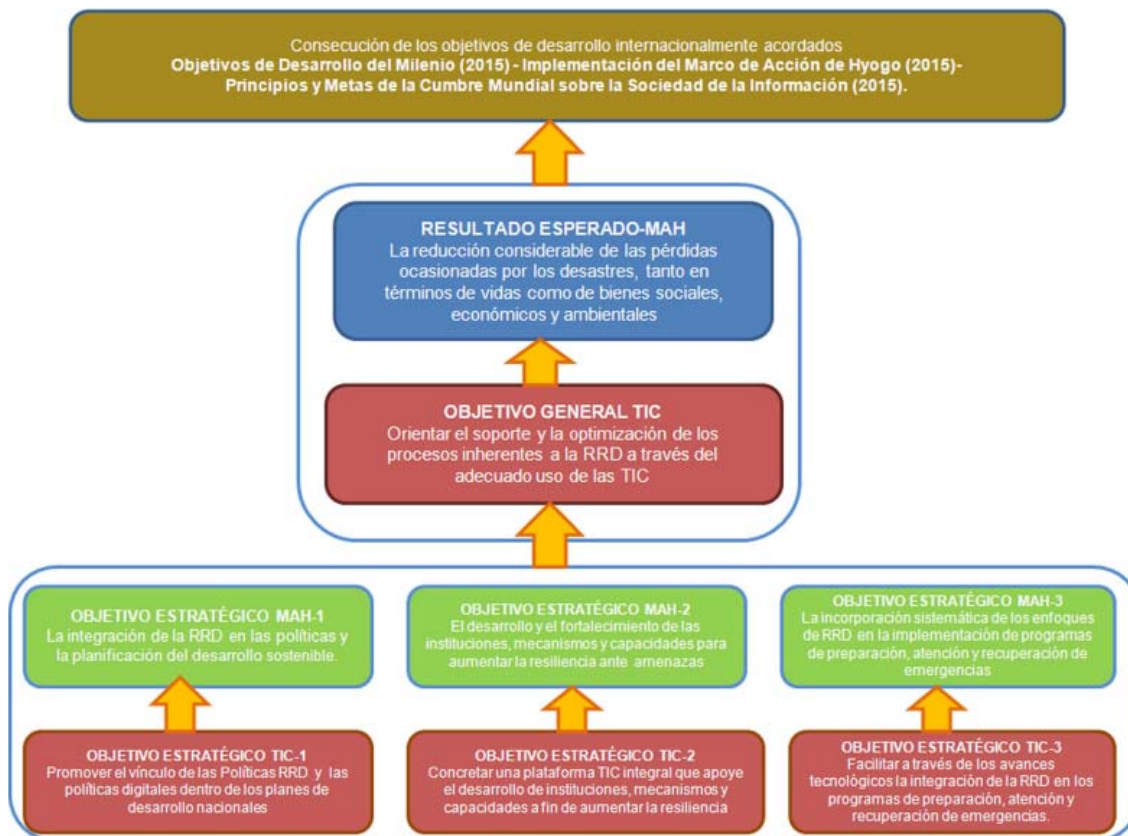 Consecución de los objetivos de desarrollo internacionalmente acordados
Objetivos de Desarrollo del Milenio (2015) - Implementación del Marco de Acción de Hyogo (2015)-
Principios y Metas de la Cumbre Mundial sobre la Sociedad de la Información (2015).
RESULTADO ESPERADO-MAH
La reducción considerable de las pérdidas
ocasionadas por los desastres, tanto en
términos de vidas como de bienes sociales,
económicos y ambientales
OBJETIVO GENERAL TIC
Orientar el soporte y la optimización de los
procesos inherentes a la RRD a través del
adecuado uso de las TIC
OBJETIVO ESTRATÉGICO MAH-1
La integración de la RRD en las políticas y
la planificación del desarrollo sostenible.
OBJETIVO ESTRATÉGICO MAH-2
El desarrollo y el fortalecimiento de las
instituciones, mecanismos y capacidades para
aumentar la resiliencia ante amenazas
OBJETIVO ESTRATÉGICO MAH-3
La incorporación sistemática de los enfoques
de RRD en la implementación de programas
de preparación, atención y recuperación de
emergencias
OBJETIVO ESTRATÉGICO TIC-1
Promover el vínculo de las Políticas RRD y las
políticas digitales dentro de los planes de
desarrollo nacionales
OBJETIVO ESTRATÉGICO TIC-2
Concretar una plataforma TIC integral que apoye
el desarrollo de instituciones, mecanismos y
capacidades a fin de aumentar la resiliencia
OBJETIVO ESTRATÉGICO TIC-3
Facilitar a través de los avances
tecnológicos la integración de la RRD en los
programas de preparación, atención y
recuperación de emergencias.